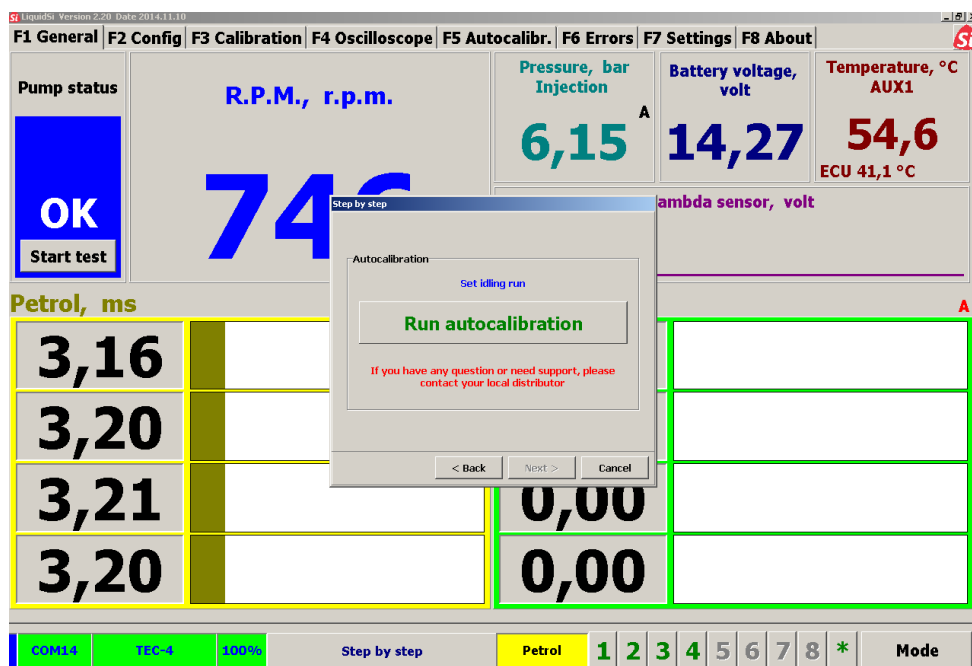 LiquidSi Version 2.20 Date 2014.11.10
F1 General F2 Config F3 Calibration F4 Oscilloscope F5 Autocalibr. F6 Errors F7 Settings F8 About
Si
Pump status
OK
Start test
R.P.M., r.p.m.
Pressure, bar
Injection
A
6,15
Battery voltage,
volt
14,27
Temperature, °C
AUX1
54,6
ECU 41,1 °C
ambda sensor, volt
Step by step
Autocalibration
Set idling run
Run autocalibration
If you have any question or need support, please
contact your local distributor
< Back Next > Cancel
Petrol, ms
A
3,16
3,20
3,21
0,00
3,20
0,00
COM14 TEC-4 100% Step by step Petrol 1 2 3 4 5 6 7 8 * Mode